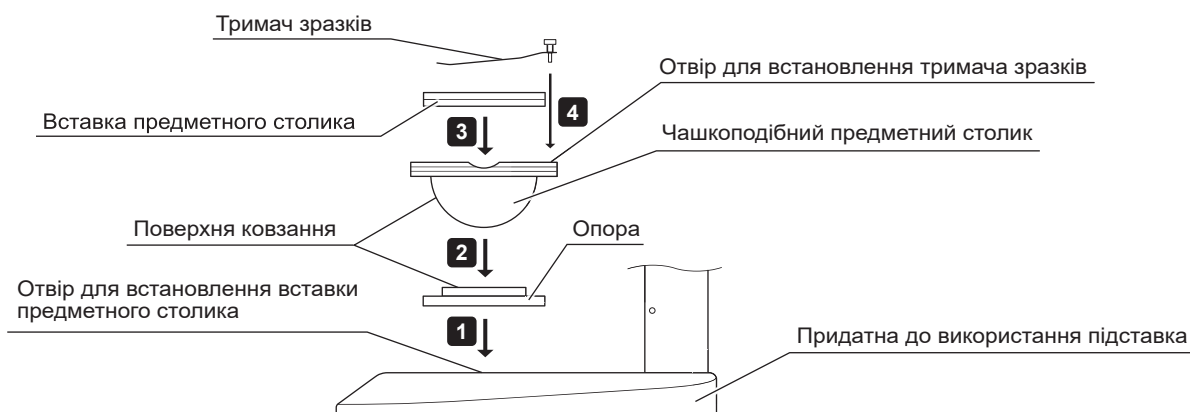 Тримач зразків
Отвір для встановлення тримача зразків
4
Вставка предметного столика
3
Чашкоподібний предметний столик
Поверхня ковзання
Опора
2
Отвір для встановлення вставки
предметного столика
1
Придатна до використання підставка